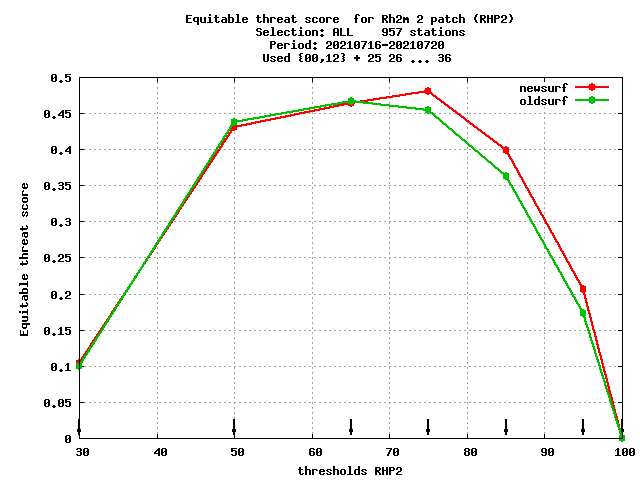 Equitable threat score  for Rh2m 2 patch (RHP2)
Selection: ALL    957 stations
Period: 20210716-20210720
Used {00,12} + 25 26 ... 36
newsurf
oldsurf
Equitable threat score
0.5
0.45
0.4
0.35
0.3
0.25
0.2
0.15
0.1
0.05
0
30 40 50 60 70 80 90 100
thresholds RHP2